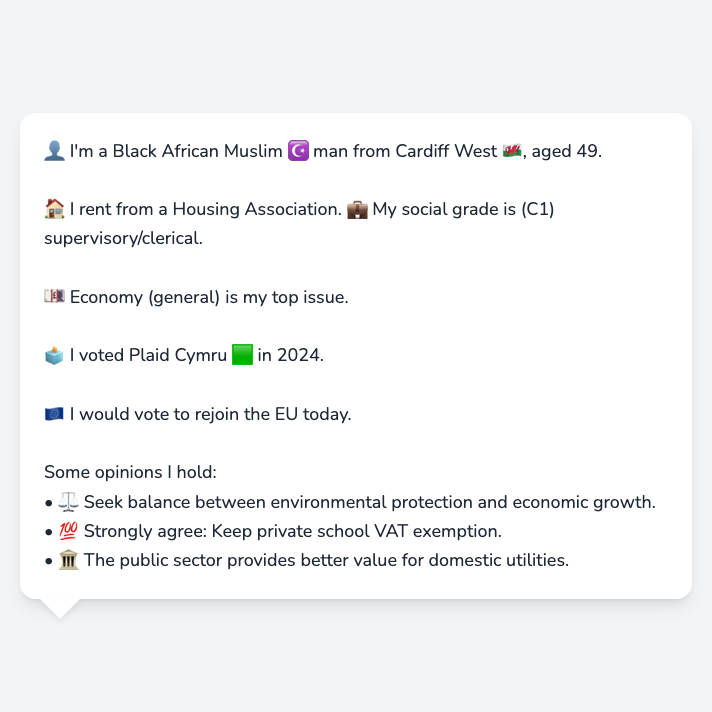 👤 I'm a Black African Muslim ☪️ man from Cardiff West 🏴󠁧󠁢󠁷󠁬󠁳󠁿, aged 49.
🏠 I rent from a Housing Association. 💼 My social grade is (C1)
supervisory/clerical.
💷 Economy (general) is my top issue.
🗳️ I voted Plaid Cymru 🟩 in 2024.
🇪🇺 I would vote to rejoin the EU today.
Some opinions I hold:
• ⚖️ Seek balance between environmental protection and economic growth.
• 💯 Strongly agree: Keep private school VAT exemption.
• 🏛️ The public sector provides better value for domestic utilities.